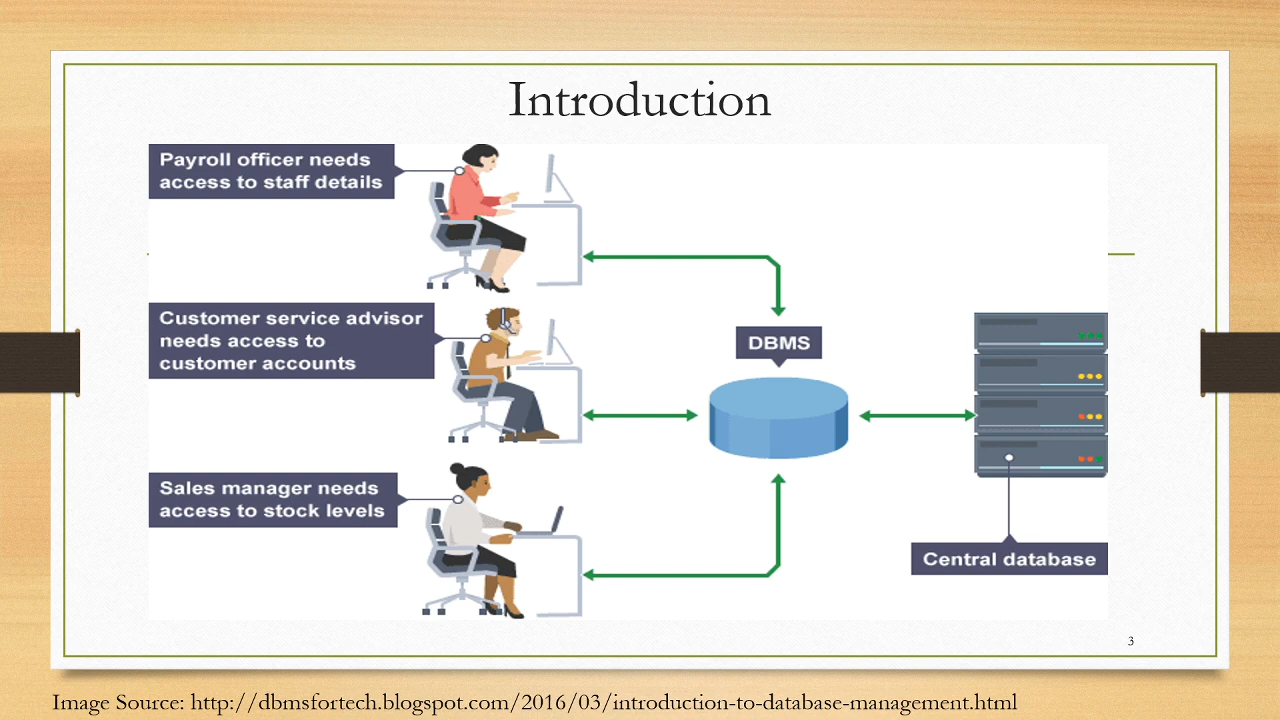 Introduction
Payroll officer needs
access to staff details
Customer service advisor
needs access to
customer accounts
DBMS
Sales manager needs
access to stock levels
Central database
3
Image Source: http://dbmsfortech.blogspot.com/2016/03/introduction-to-database-management.html